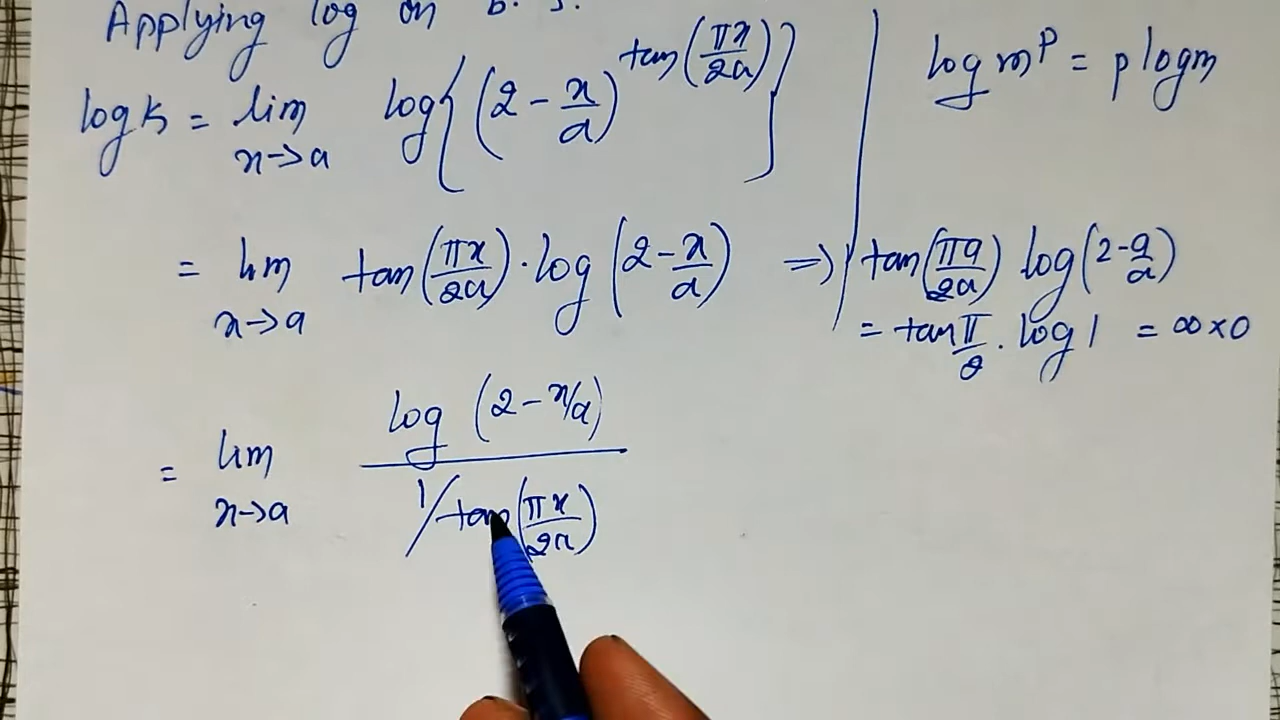 Applying log on b. s.
log k = lim x→a log{(2 - x/a)^tan(πx/2a)}
log m^p = p log m
= lim x→a tan(πx/2a) · log(2 - x/a) ⇒ tan(πa/2a) log(2 - a/a)
= tan π/2 . log 1 = ∞ × 0
= lim x→a log (2 - x/a) / 1/tan(πx/2x)